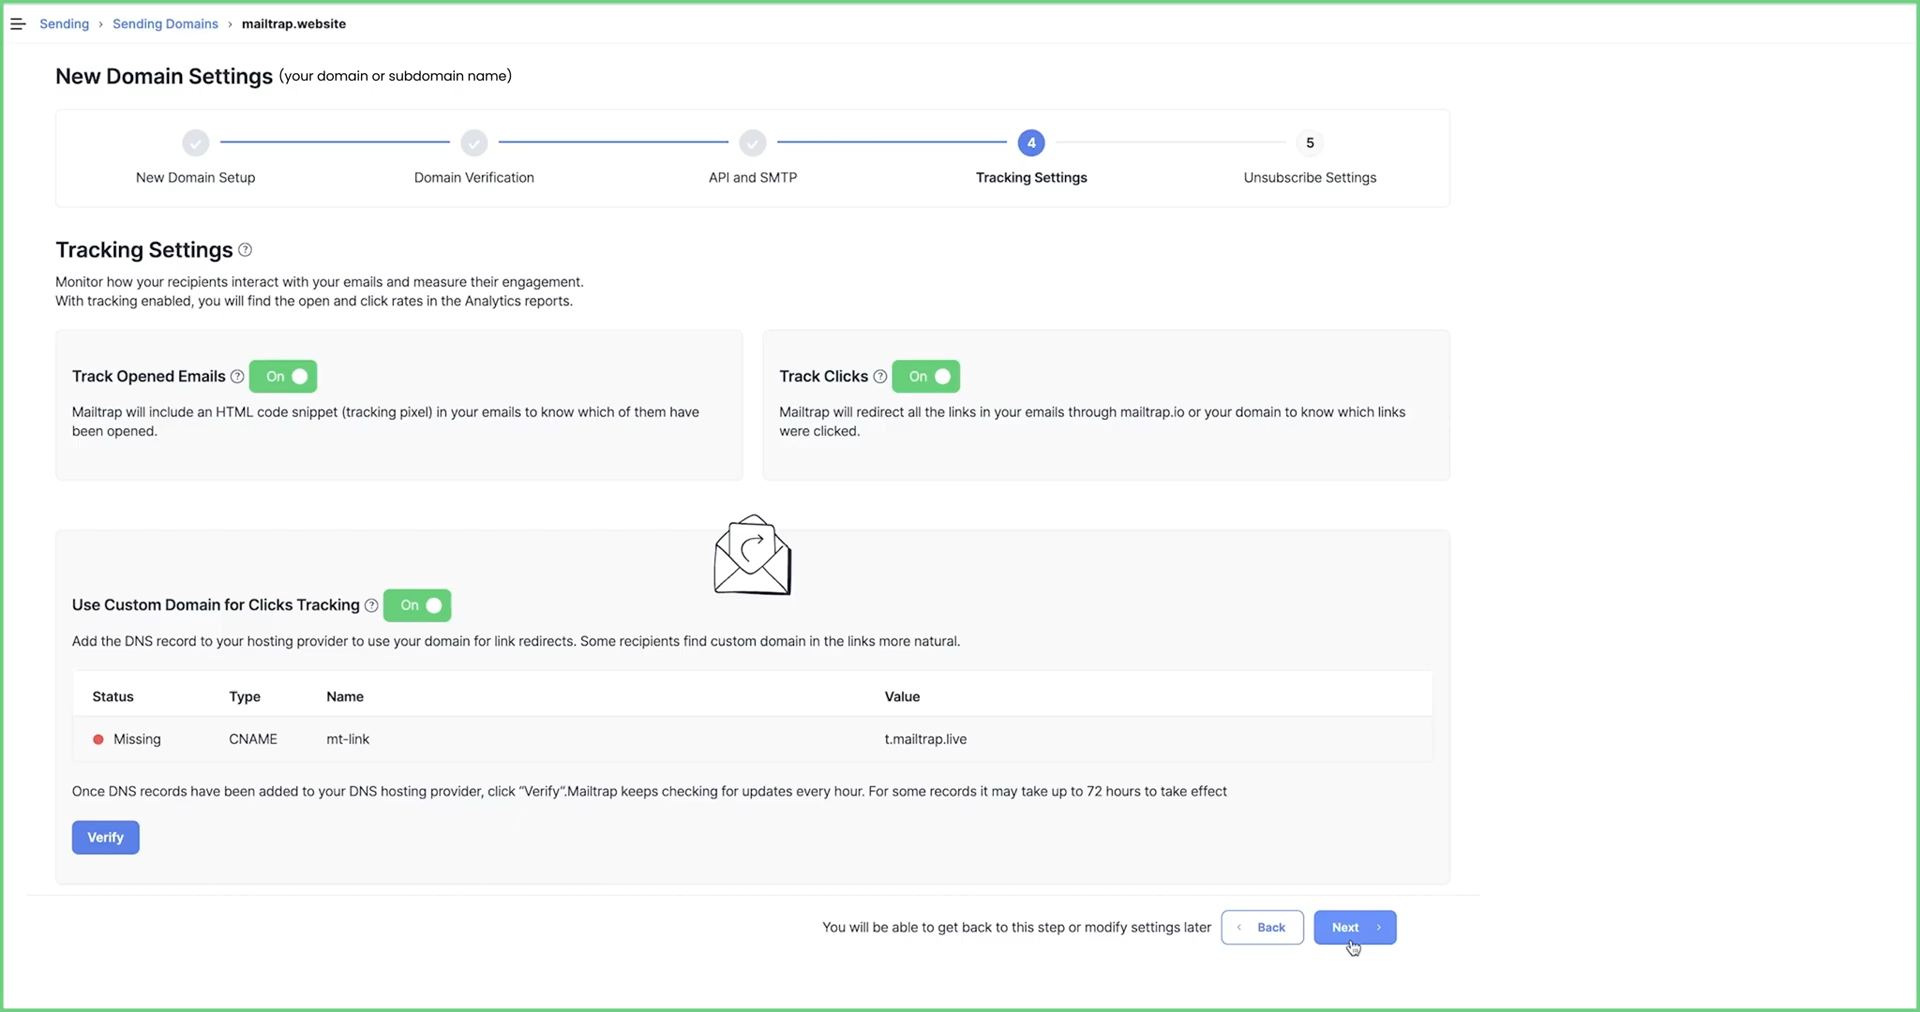 Sending › Sending Domains › mailtrap.website
New Domain Settings (your domain or subdomain name)
4
5
New Domain Setup
Domain Verification
API and SMTP
Tracking Settings
Unsubscribe Settings
Tracking Settings ?
Monitor how your recipients interact with your emails and measure their engagement.
With tracking enabled, you will find the open and click rates in the Analytics reports.
Track Opened Emails ? On
Mailtrap will include an HTML code snippet (tracking pixel) in your emails to know which of them have
been opened.
Track Clicks ? On
Mailtrap will redirect all the links in your emails through mailtrap.io or your domain to know which links
were clicked.
Use Custom Domain for Clicks Tracking ? On
Add the DNS record to your hosting provider to use your domain for link redirects. Some recipients find custom domain in the links more natural.
Status Type Name Value
Missing CNAME mt-link t.mailtrap.live
Once DNS records have been added to your DNS hosting provider, click “Verify”.Mailtrap keeps checking for updates every hour. For some records it may take up to 72 hours to take effect
Verify
You will be able to get back to this step or modify settings later ‹ Back Next ›